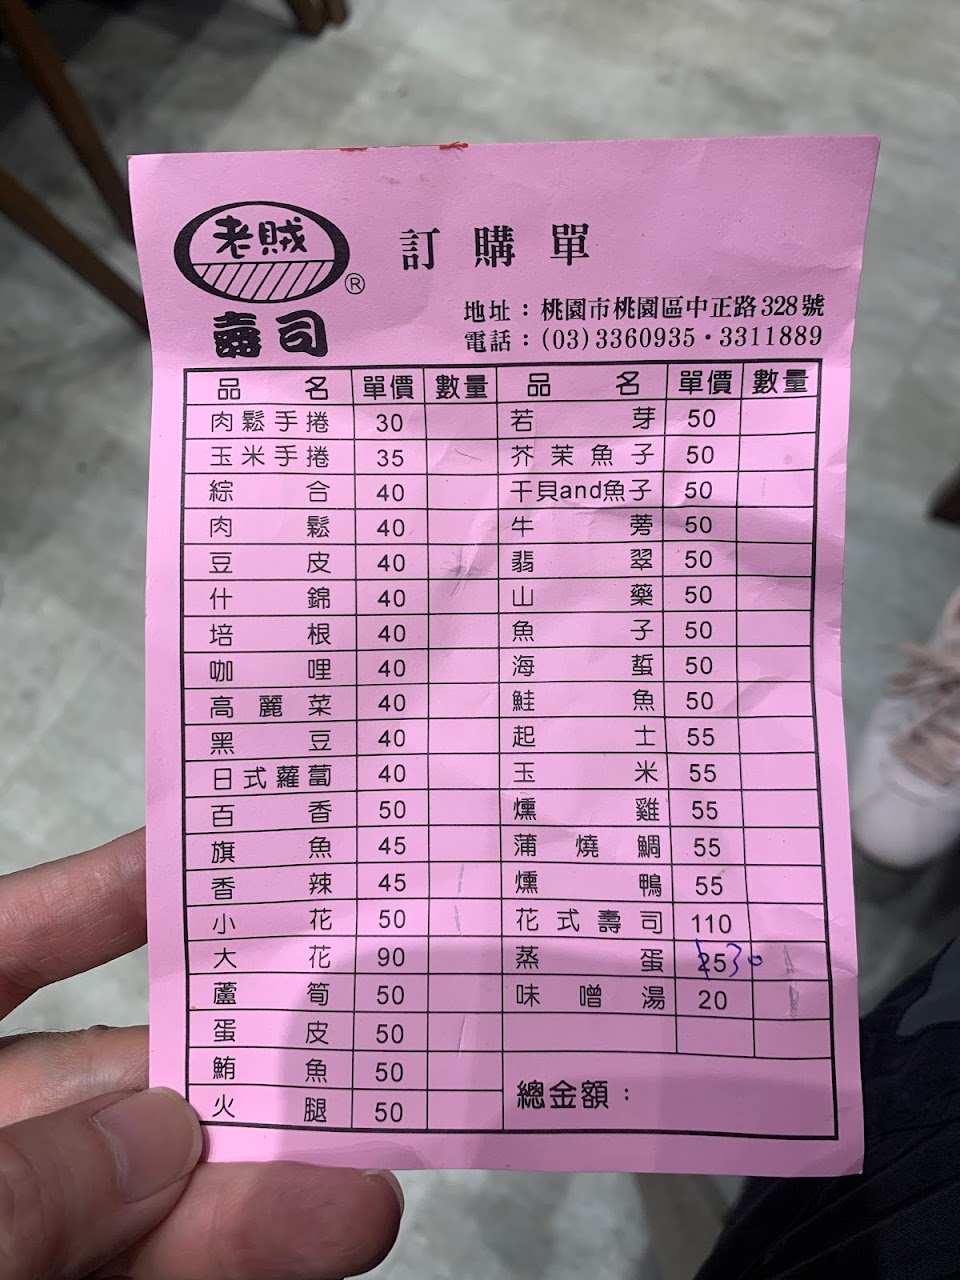 老賊
®
壽司
訂購單
地址：桃園市桃園區中正路328號
電話：(03)3360935·3311889
品名 單價 數量 品名 單價 數量
肉鬆手捲 30 若芽 50
玉米手捲 35 芥茉魚子 50
綜合 40 干貝and魚子 50
肉鬆 40 牛蒡 50
豆皮 40 翡翠 50
什錦 40 山藥 50
培根 40 魚子 50
咖哩 40 海蜇 50
高麗菜 40 鮭魚 50
黑豆 40 起士 55
日式蘿蔔 40 玉米 55
百香 50 燻雞 55
旗魚 45 蒲燒鯛 55
香辣 45 燻鴨 55
小花 50 花式壽司 110
大花 90 蒸蛋 25 30
蘆筍 50 味噌湯 20
蛋皮 50
鮪魚 50 總金額：
火腿 50